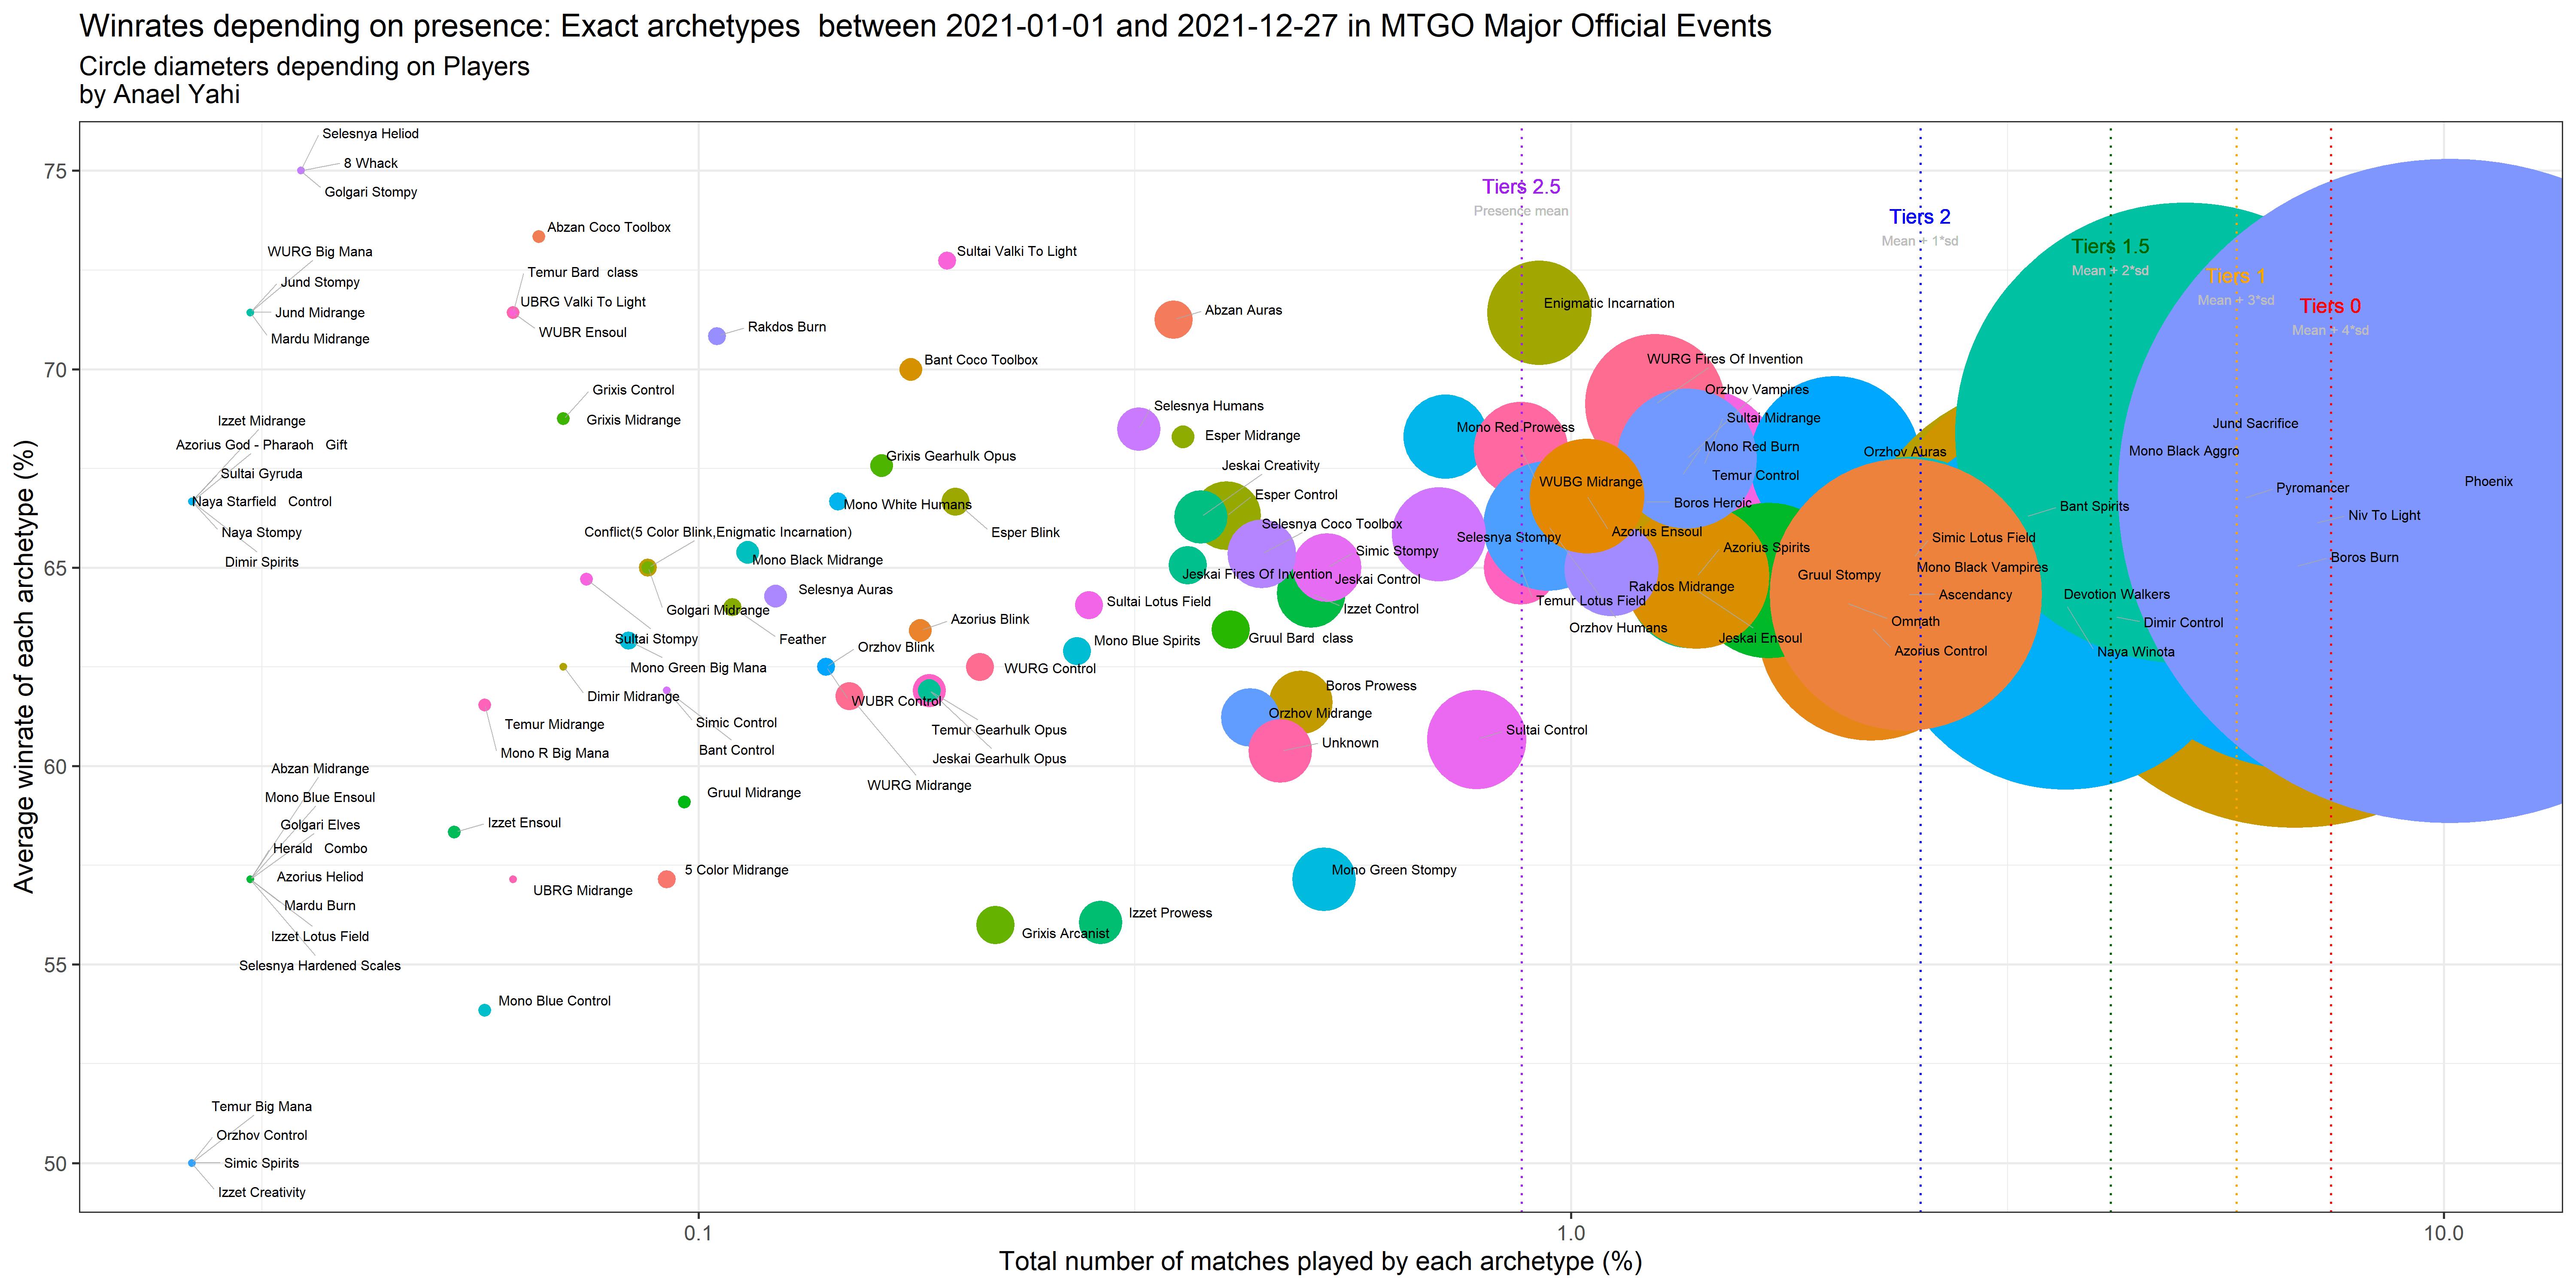 Winrates depending on presence: Exact archetypes  between 2021-01-01 and 2021-12-27 in MTGO Major Official Events
Circle diameters depending on Players
by Anael Yahi
Average winrate of each archetype (%)
75
70
65
60
55
50
Selesnya Heliod
8 Whack
Golgari Stompy
Tiers 2.5
Presence mean
Tiers 2
Mean + 1*sd
Tiers 1.5
Mean + 2*sd
Tiers 1
Mean + 3*sd
Tiers 0
Mean + 4*sd
Abzan Coco Toolbox
WURG Big Mana
Sultai Valki To Light
Temur Bard  class
Jund Stompy
UBRG Valki To Light
Enigmatic Incarnation
Jund Midrange
Abzan Auras
WUBR Ensoul
Rakdos Burn
Mardu Midrange
Bant Coco Toolbox
WURG Fires Of Invention
Grixis Control
Orzhov Vampires
Selesnya Humans
Izzet Midrange
Grixis Midrange
Sultai Midrange
Jund Sacrifice
Mono Red Prowess
Esper Midrange
Azorius God - Pharaoh   Gift
Mono Red Burn
Orzhov Auras
Mono Black Aggro
Grixis Gearhulk Opus
Jeskai Creativity
Sultai Gyruda
Temur Control
WUBG Midrange
Phoenix
Pyromancer
Esper Control
Naya Starfield   Control
Mono White Humans
Boros Heroic
Bant Spirits
Niv To Light
Selesnya Coco Toolbox
Naya Stompy
Conflict(5 Color Blink,Enigmatic Incarnation)
Esper Blink
Azorius Ensoul
Selesnya Stompy
Simic Lotus Field
Azorius Spirits
Simic Stompy
Dimir Spirits
Mono Black Midrange
Boros Burn
Mono Black Vampires
Jeskai Fires Of Invention
Jeskai Control
Gruul Stompy
Selesnya Auras
Rakdos Midrange
Ascendancy
Devotion Walkers
Sultai Lotus Field
Temur Lotus Field
Golgari Midrange
Izzet Control
Azorius Blink
Omnath
Dimir Control
Orzhov Humans
Sultai Stompy
Feather
Mono Blue Spirits
Gruul Bard  class
Jeskai Ensoul
Orzhov Blink
Azorius Control
Naya Winota
Mono Green Big Mana
WURG Control
Boros Prowess
Dimir Midrange
WUBR Control
Orzhov Midrange
Temur Midrange
Simic Control
Temur Gearhulk Opus
Sultai Control
Unknown
Mono R Big Mana
Bant Control
Jeskai Gearhulk Opus
Abzan Midrange
WURG Midrange
Mono Blue Ensoul
Gruul Midrange
Golgari Elves
Izzet Ensoul
Herald   Combo
Azorius Heliod
5 Color Midrange
Mono Green Stompy
UBRG Midrange
Mardu Burn
Izzet Prowess
Izzet Lotus Field
Grixis Arcanist
Selesnya Hardened Scales
Mono Blue Control
Temur Big Mana
Orzhov Control
Simic Spirits
Izzet Creativity
0.1
1.0
10.0
Total number of matches played by each archetype (%)